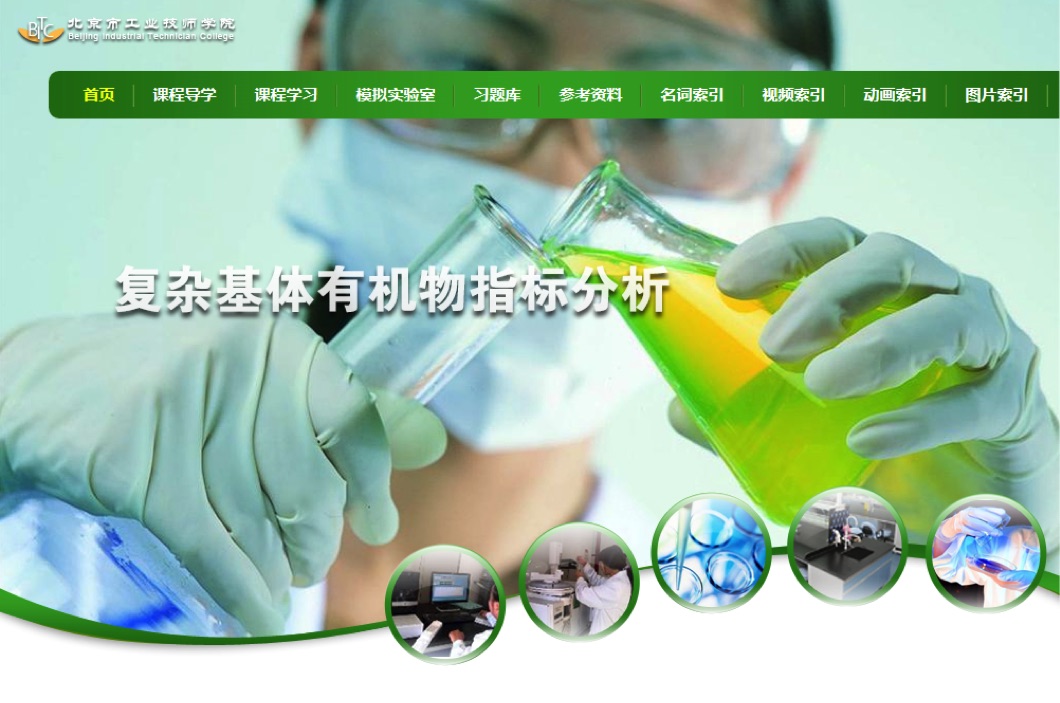 BTC 北京市工业技师学院
Beijing Industrial Technician College
首页 课程导学 课程学习 模拟实验室 习题库 参考资料 名词索引 视频索引 动画索引 图片索引
复杂基体有机物指标分析